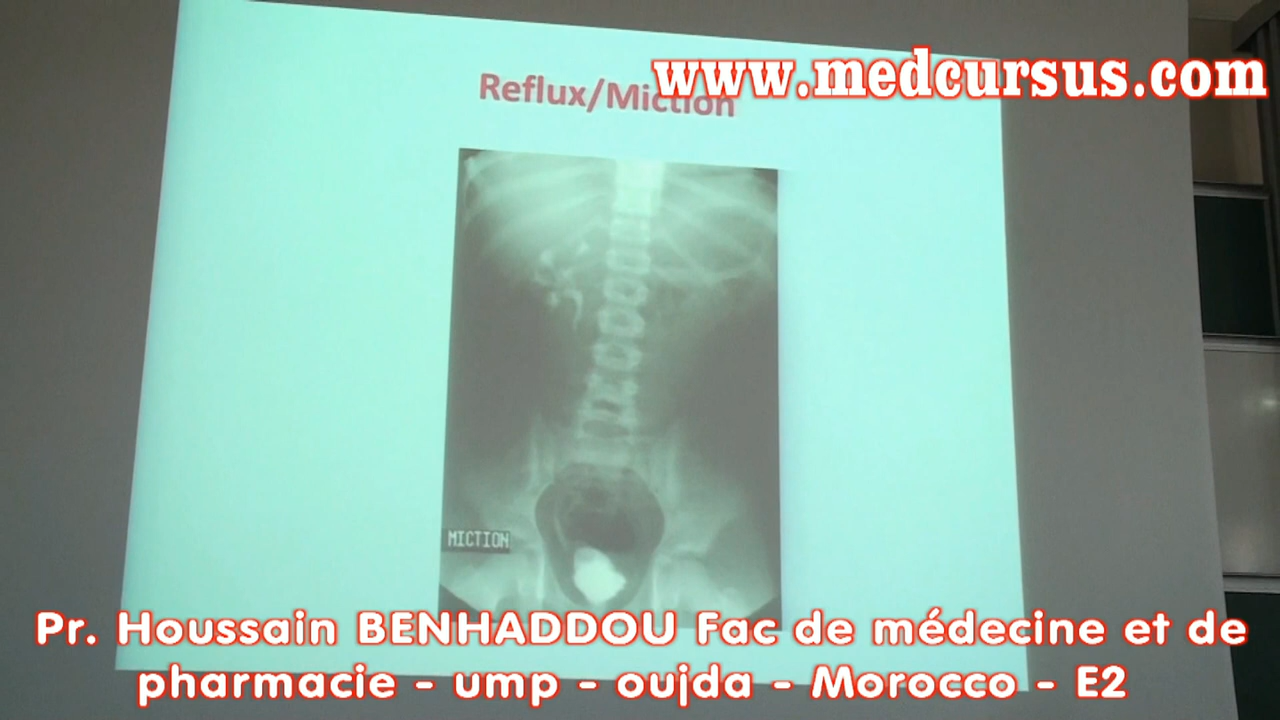 www.medcursus.com
Reflux/Miction
MICTION
Pr. Houssain BENHADDOU Fac de médecine et de
pharmacie - ump - oujda - Morocco - E2